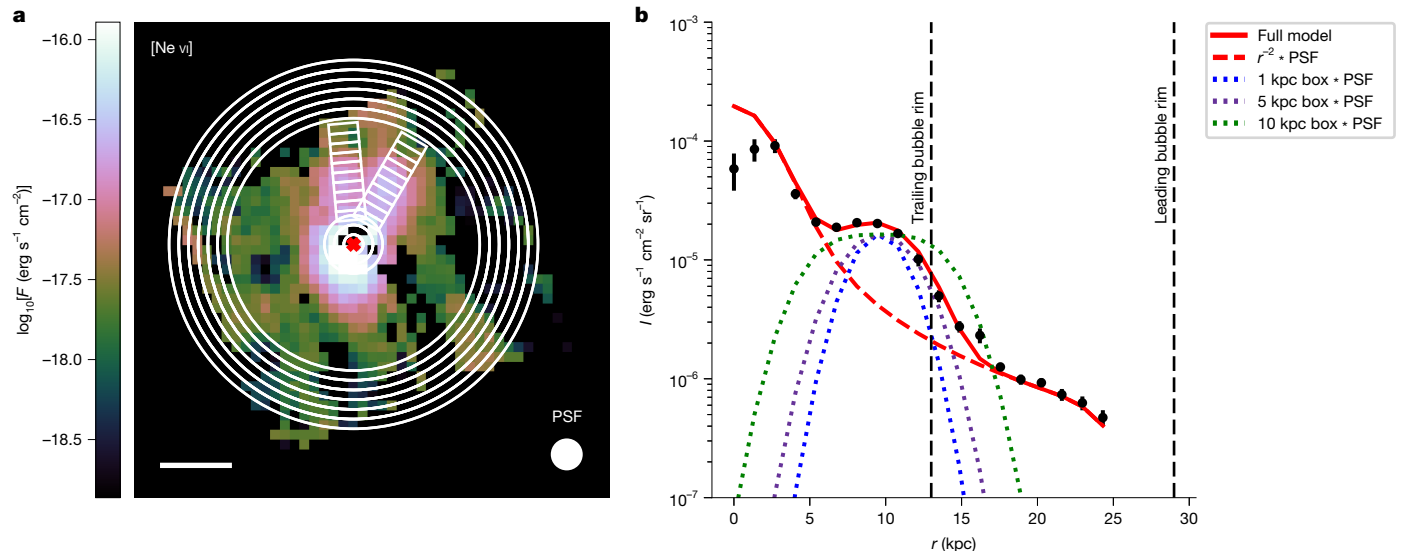 a
[Ne VI]
−16.0
−16.5
−17.0
−17.5
−18.0
−18.5
log₁₀[F (erg s⁻¹ cm⁻²)]
PSF
b
10⁻³
10⁻⁴
10⁻⁵
10⁻⁶
10⁻⁷
I (erg s⁻¹ cm⁻² sr⁻¹)
Trailing bubble rim
Leading bubble rim
0 5 10 15 20 25 30
r (kpc)
Full model
r⁻² * PSF
1 kpc box * PSF
5 kpc box * PSF
10 kpc box * PSF